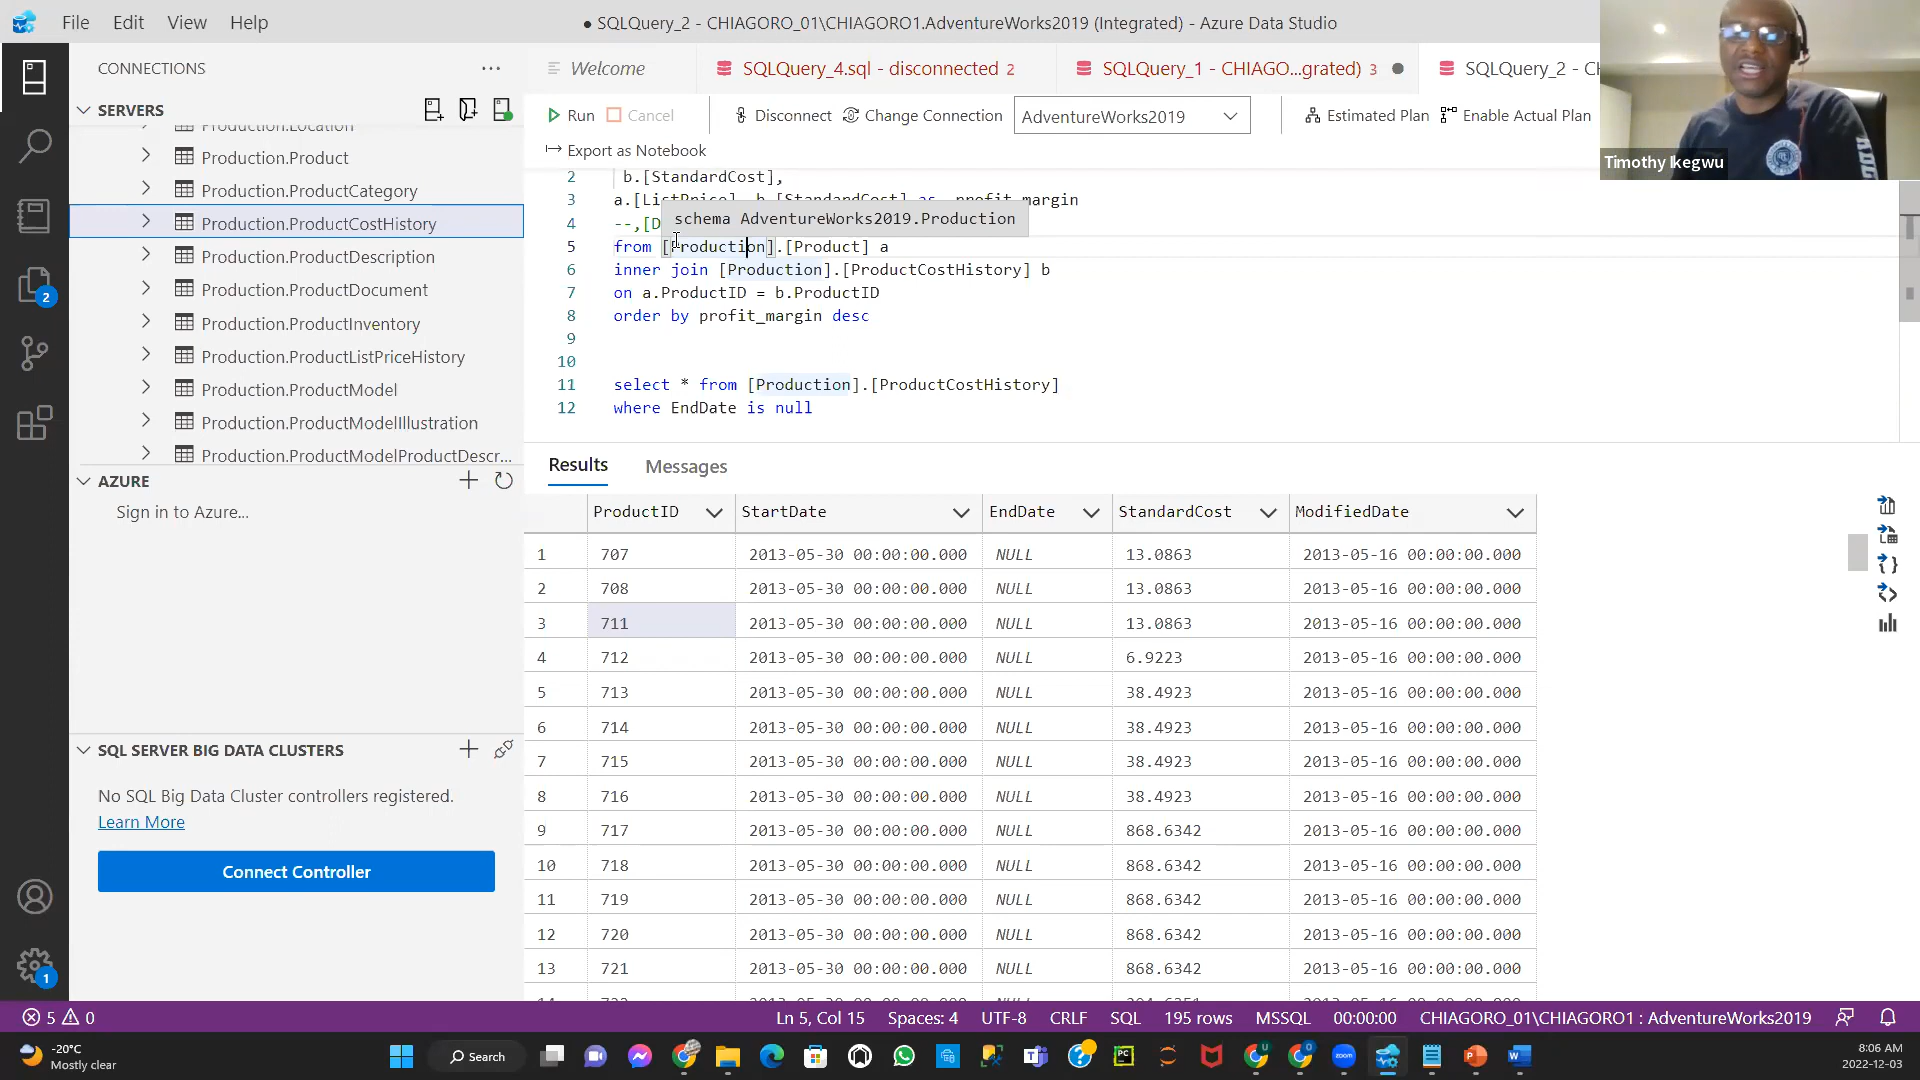 File Edit View Help
● SQLQuery_2 - CHIAGORO_01\CHIAGORO1.AdventureWorks2019 (Integrated) - Azure Data Studio
CONNECTIONS
SERVERS
Production.Location
Production.Product
Production.ProductCategory
Production.ProductCostHistory
Production.ProductDescription
Production.ProductDocument
Production.ProductInventory
Production.ProductListPriceHistory
Production.ProductModel
Production.ProductModelIllustration
Production.ProductModelProductDescr...
AZURE
Sign in to Azure...
SQL SERVER BIG DATA CLUSTERS
No SQL Big Data Cluster controllers registered.
Learn More
Connect Controller
2
1
Welcome
SQLQuery_4.sql - disconnected 2
SQLQuery_1 - CHIAGO...grated) 3
SQLQuery_2 - CH
Run Cancel Disconnect Change Connection AdventureWorks2019 Estimated Plan Enable Actual Plan
Export as Notebook
Timothy Ikegwu
2 b.[StandardCost],
3 a.[ListPrice] b.[StandardCost] as profit_margin
schema AdventureWorks2019.Production
4 --,[D
5 from [Production].[Product] a
6 inner join [Production].[ProductCostHistory] b
7 on a.ProductID = b.ProductID
8 order by profit_margin desc
9
10
11 select * from [Production].[ProductCostHistory]
12 where EndDate is null
Results Messages
ProductID StartDate EndDate StandardCost ModifiedDate
1 707 2013-05-30 00:00:00.000 NULL 13.0863 2013-05-16 00:00:00.000
2 708 2013-05-30 00:00:00.000 NULL 13.0863 2013-05-16 00:00:00.000
3 711 2013-05-30 00:00:00.000 NULL 13.0863 2013-05-16 00:00:00.000
4 712 2013-05-30 00:00:00.000 NULL 6.9223 2013-05-16 00:00:00.000
5 713 2013-05-30 00:00:00.000 NULL 38.4923 2013-05-16 00:00:00.000
6 714 2013-05-30 00:00:00.000 NULL 38.4923 2013-05-16 00:00:00.000
7 715 2013-05-30 00:00:00.000 NULL 38.4923 2013-05-16 00:00:00.000
8 716 2013-05-30 00:00:00.000 NULL 38.4923 2013-05-16 00:00:00.000
9 717 2013-05-30 00:00:00.000 NULL 868.6342 2013-05-16 00:00:00.000
10 718 2013-05-30 00:00:00.000 NULL 868.6342 2013-05-16 00:00:00.000
11 719 2013-05-30 00:00:00.000 NULL 868.6342 2013-05-16 00:00:00.000
12 720 2013-05-30 00:00:00.000 NULL 868.6342 2013-05-16 00:00:00.000
13 721 2013-05-30 00:00:00.000 NULL 868.6342 2013-05-16 00:00:00.000
5 0 Ln 5, Col 15 Spaces: 4 UTF-8 CRLF SQL 195 rows MSSQL 00:00:00 CHIAGORO_01\CHIAGORO1 : AdventureWorks2019
-20°C
Mostly clear
Search
8:06 AM
2022-12-03